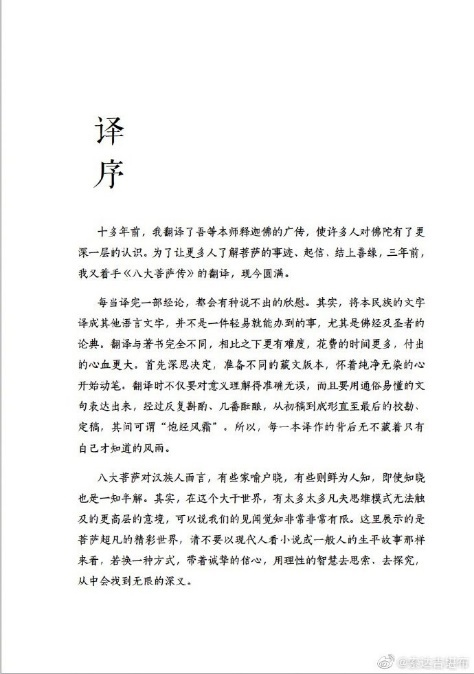 译
序
十多年前，我翻译了吾等本师释迦佛的广传，使许多人对佛陀有了更
深一层的认识。为了让更多人了解菩萨的事迹、起信、结上善缘，三年前，
我又着手《八大菩萨传》的翻译，现今圆满。
每当译完一部经论，都会有种说不出的欣慰。其实，将本民族的文字
译成其他语言文字，并不是一件轻易就能办到的事，尤其是佛经及圣者的
论典。翻译与著书完全不同，相比之下更有难度，花费的时间更多，付出
的心血更大。首先深思决定，准备不同的藏文版本，怀着纯净无染的心
开始动笔。翻译时不仅要对意义理解得准确无误，而且要用通俗易懂的文
句表达出来，经过反复斟酌、几番酝酿，从初稿到成形直至最后的校勘、
定稿，其间可谓“饱经风霜”。所以，每一本译作的背后无不藏着只有
自己才知道的风雨。
八大菩萨对汉族人而言，有些家喻户晓，有些则鲜为人知，即使知晓
也是一知半解。其实，在这个大千世界，有太多太多凡夫思维模式无法触
及的更高层的意境，可以说我们的见闻觉知非常非常有限。这里展示的是
菩萨超凡的精彩世界，请不要以现代人看小说或一般人的生平故事那样
来看，若换一种方式，带着诚挚的信心，用理性的智慧去思索、去探究，
从中会找到无限的深义。